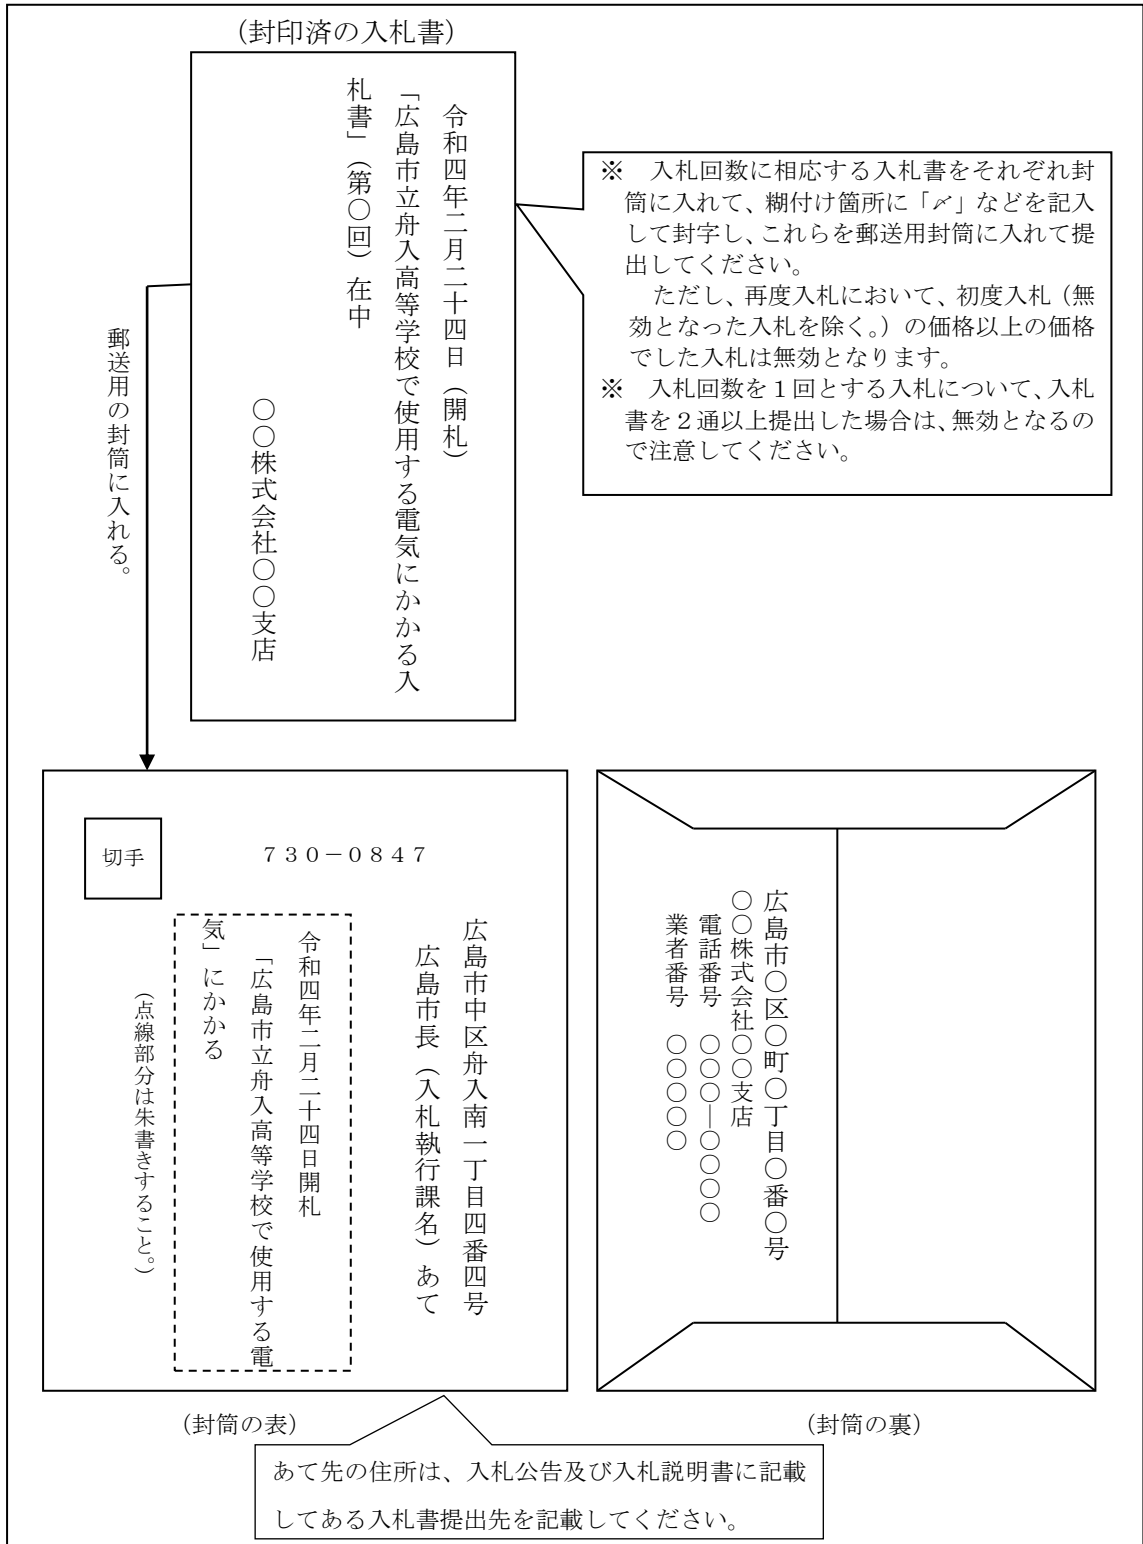 (封印済の入札書)
令和四年二月二十四日（開札）
「広島市立舟入高等学校で使用する電気にかかる入
札書」（第○回）在中
○○株式会社○○支店
※　入札回数に相応する入札書をそれぞれ封
筒に入れて、糊付け箇所に「〆」などを記入
して封字し、これらを郵送用封筒に入れて提
出してください。
ただし、再度入札において、初度入札（無
効となった入札を除く。）の価格以上の価格
でした入札は無効となります。
※　入札回数を１回とする入札について、入札
書を２通以上提出した場合は、無効となるの
で注意してください。
郵送用の封筒に入れる。
切手
７３０－０８４７
広島市中区舟入南一丁目四番四号
広島市長（入札執行課名）あて
令和四年二月二十四日開札
「広島市立舟入高等学校で使用する電
気」にかかる
（点線部分は朱書きすること。）
(封筒の表)
広島市○区○町○丁目○番○号
○○株式会社○○支店
電話番号　○○○―○○○○
業者番号　○○○○○
(封筒の裏)
あて先の住所は、入札公告及び入札説明書に記載
してある入札書提出先を記載してください。